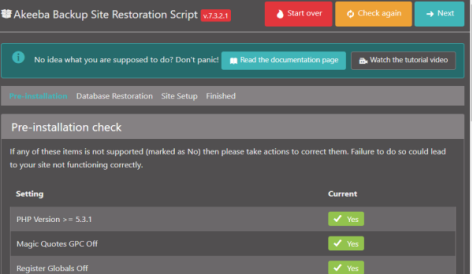 Akeeba Backup Site Restoration Script v.7.3.2.1
Start over
Check again
Next
No idea what you are supposed to do? Don't panic!
Read the documentation page
Watch the tutorial video
Pre-installation Database Restoration Site Setup Finished
Pre-installation check
If any of these items is not supported (marked as No) then please take actions to correct them. Failure to do so could lead
to your site not functioning correctly.
Setting Current
PHP Version >= 5.3.1 Yes
Magic Quotes GPC Off Yes
Register Globals Off Yes